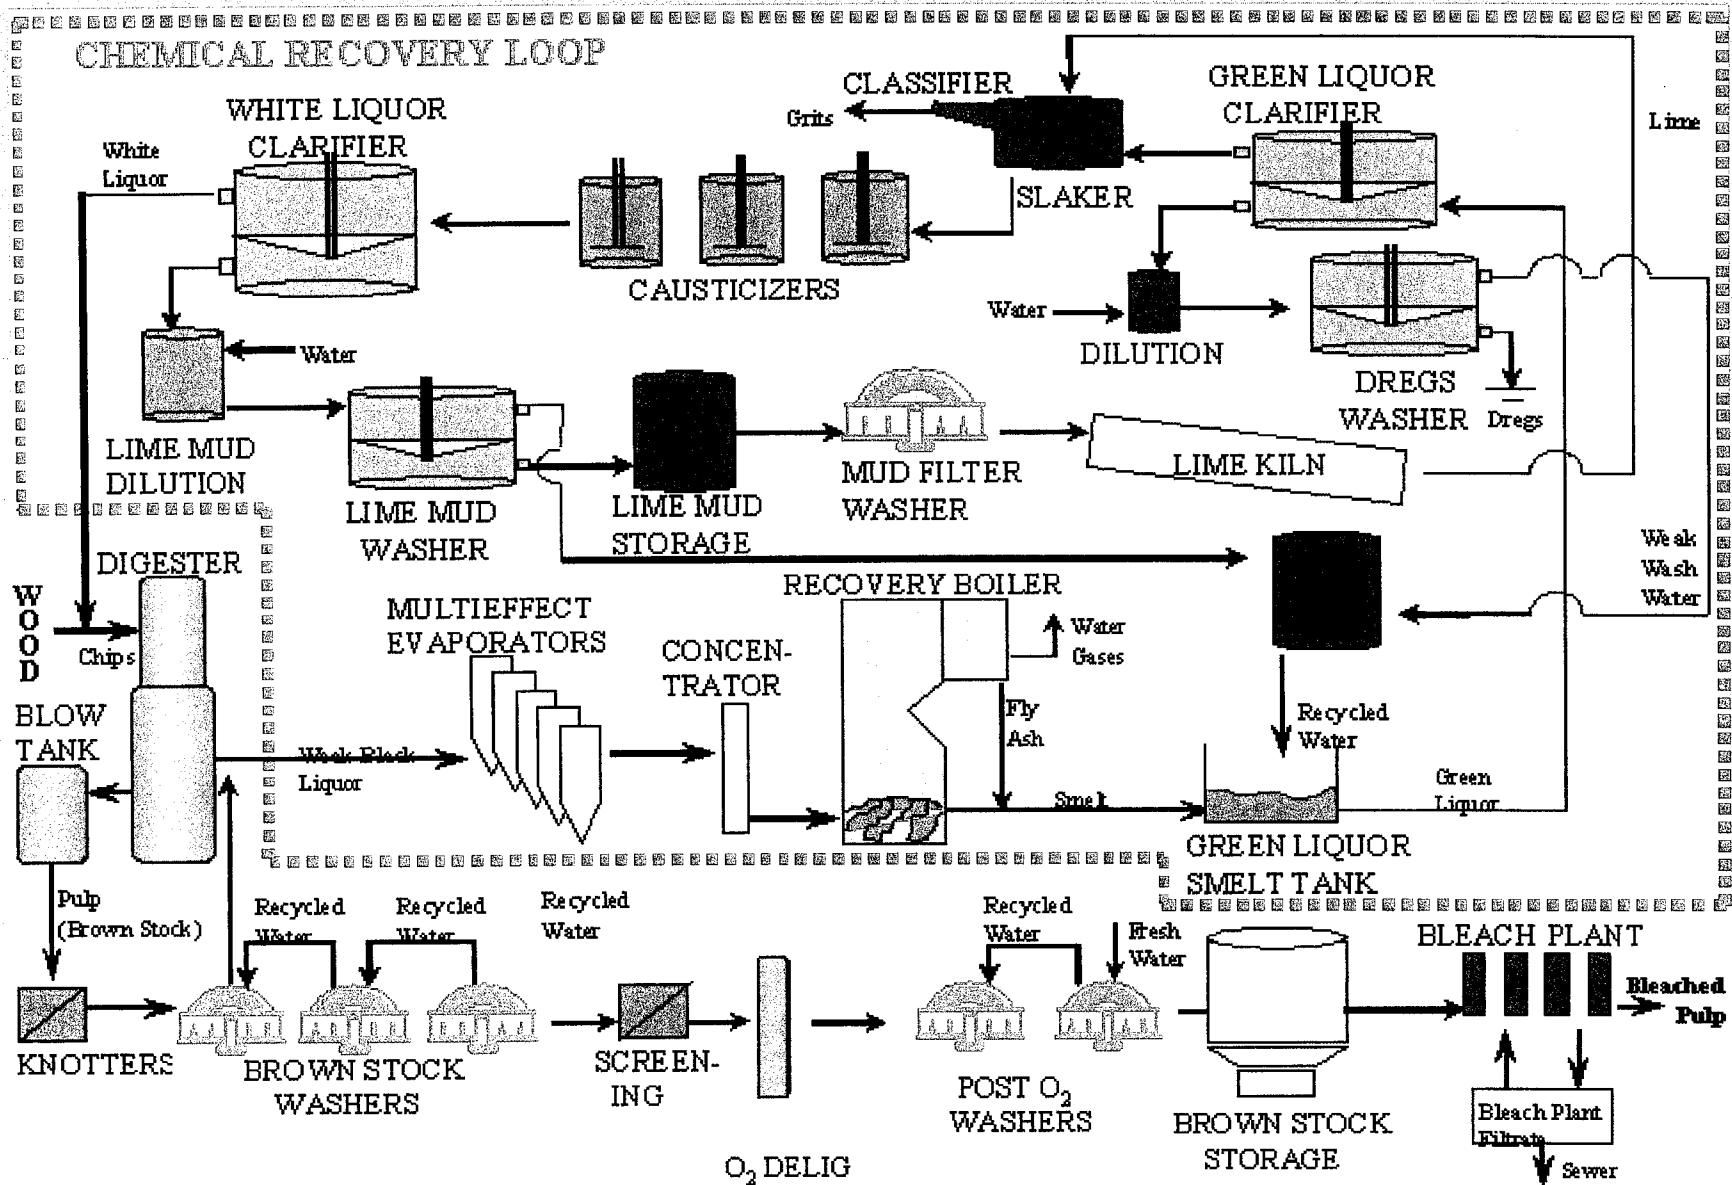 CHEMICAL RECOVERY LOOP
WHITE LIQUOR
CLARIFIER
White
Liquor
CLASSIFIER
Grits
GREEN LIQUOR
CLARIFIER
Lime
SLAKER
CAUSTICIZERS
Water
DILUTION
Water
DREGS
WASHER
Dregs
LIME MUD
DILUTION
LIME MUD
WASHER
LIME MUD
STORAGE
MUD FILTER
WASHER
LIME KILN
Weak
Wash
Water
DIGESTER
WOOD
Chips
BLOW
TANK
MULTIEFFECT
EVAPORATORS
CONCEN-
TRATOR
RECOVERY BOILER
Water
Gases
Fly
Ash
Recycled
Water
Weak Black
Liquor
Smelt
Green
Liquor
GREEN LIQUOR
SMELT TANK
Pulp
(Brown Stock)
Recycled
Water
Recycled
Water
Recycled
Water
Recycled
Water
Fresh
Water
BLEACH PLANT
Bleached
Pulp
KNOTTERS
BROWN STOCK
WASHERS
SCREEN-
ING
O2 DELIG
POST O2
WASHERS
BROWN STOCK
STORAGE
Bleach Plant
Filtrate
Sewer